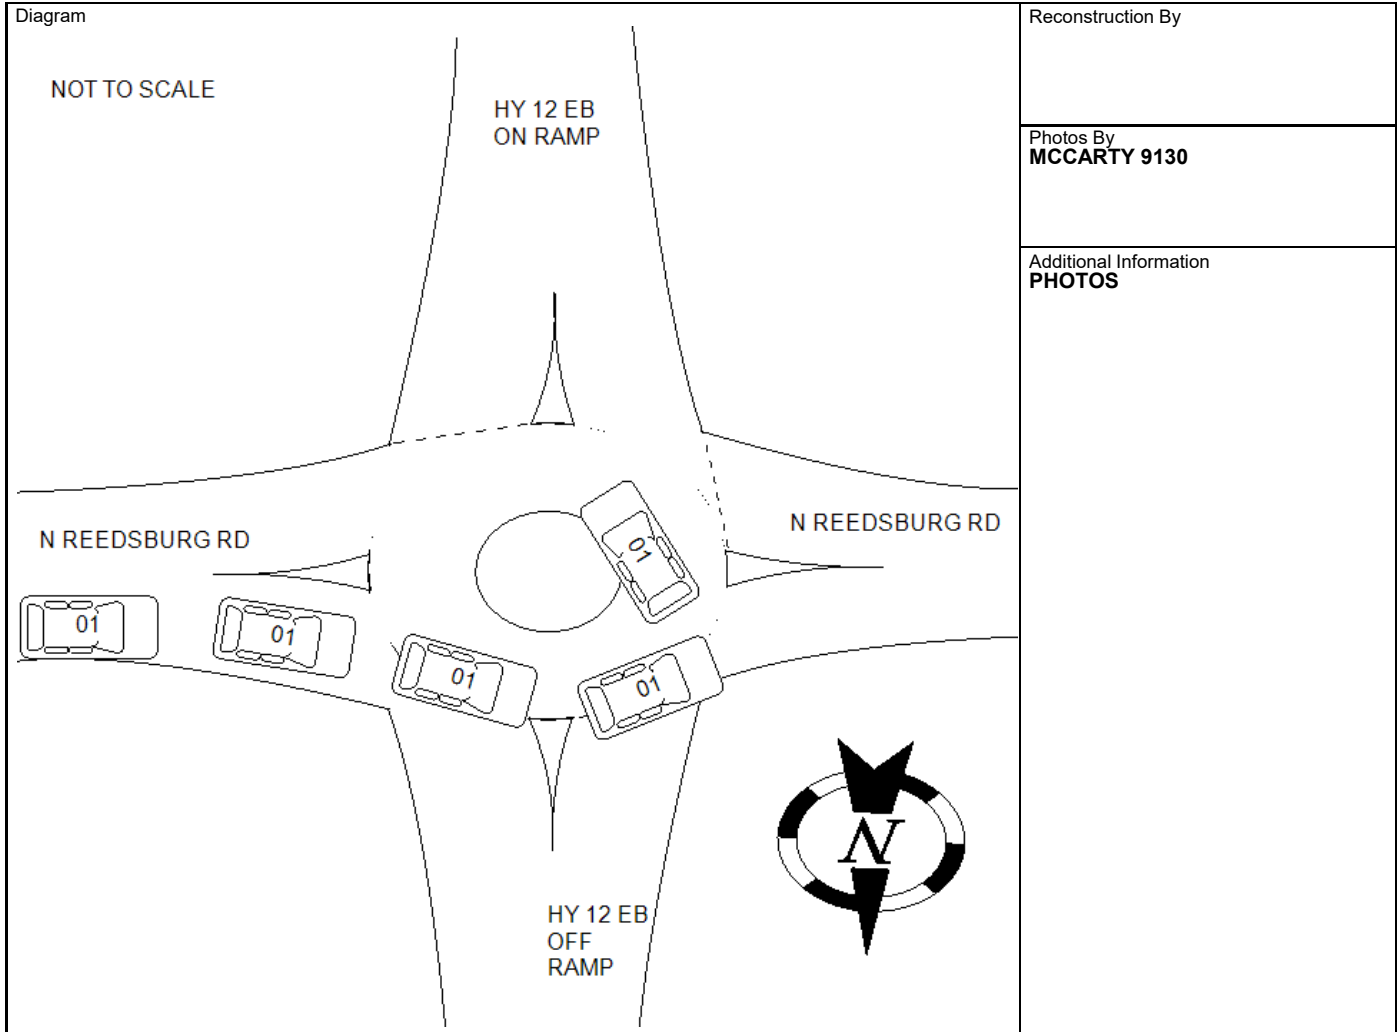 Diagram
NOT TO SCALE
HY 12 EB
ON RAMP
N REEDSBURG RD
N REEDSBURG RD
01
01
01
01
01
N
HY 12 EB
OFF
RAMP
Reconstruction By
Photos By
MCCARTY 9130
Additional Information
PHOTOS